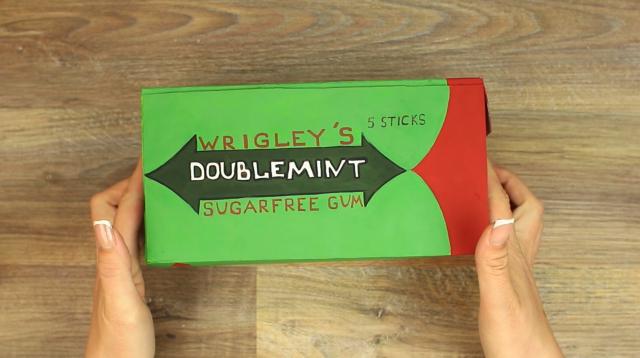 WRIGLEY'S
5 STICKS
DOUBLEMINT
SUGARFREE GUM